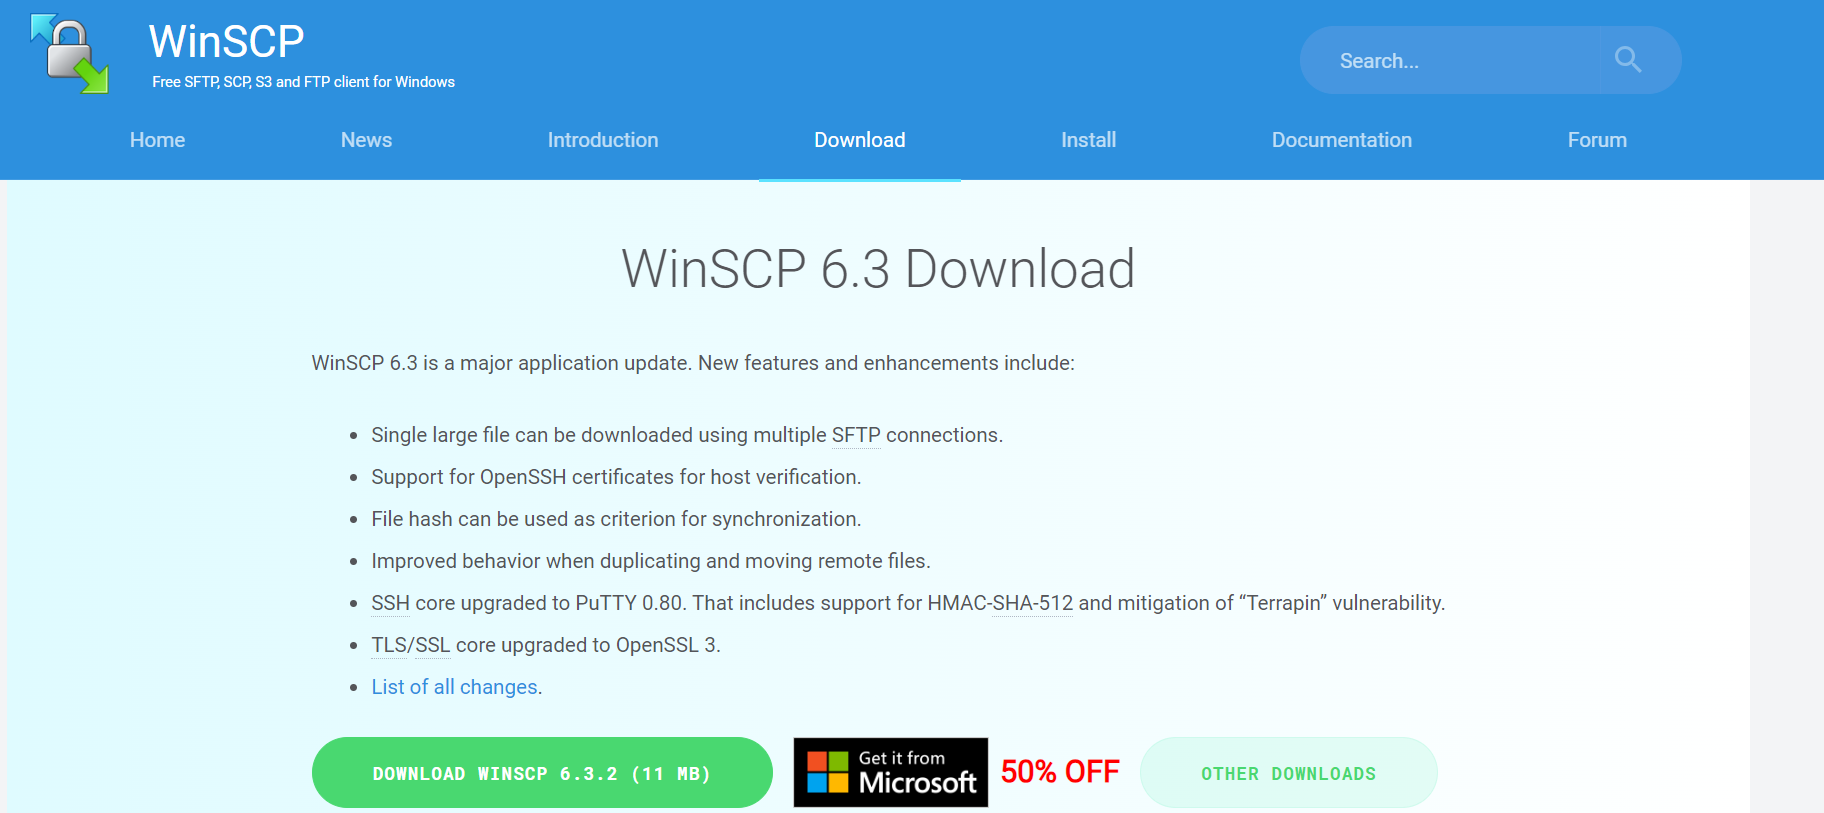 WinSCP
Free SFTP, SCP, S3 and FTP client for Windows
Search...
Home News Introduction Download Install Documentation Forum
WinSCP 6.3 Download
WinSCP 6.3 is a major application update. New features and enhancements include:
• Single large file can be downloaded using multiple SFTP connections.
• Support for OpenSSH certificates for host verification.
• File hash can be used as criterion for synchronization.
• Improved behavior when duplicating and moving remote files.
• SSH core upgraded to PuTTY 0.80. That includes support for HMAC-SHA-512 and mitigation of “Terrapin” vulnerability.
• TLS/SSL core upgraded to OpenSSL 3.
• List of all changes.
DOWNLOAD WINSCP 6.3.2 (11 MB)
Get it from
Microsoft
50% OFF
OTHER DOWNLOADS